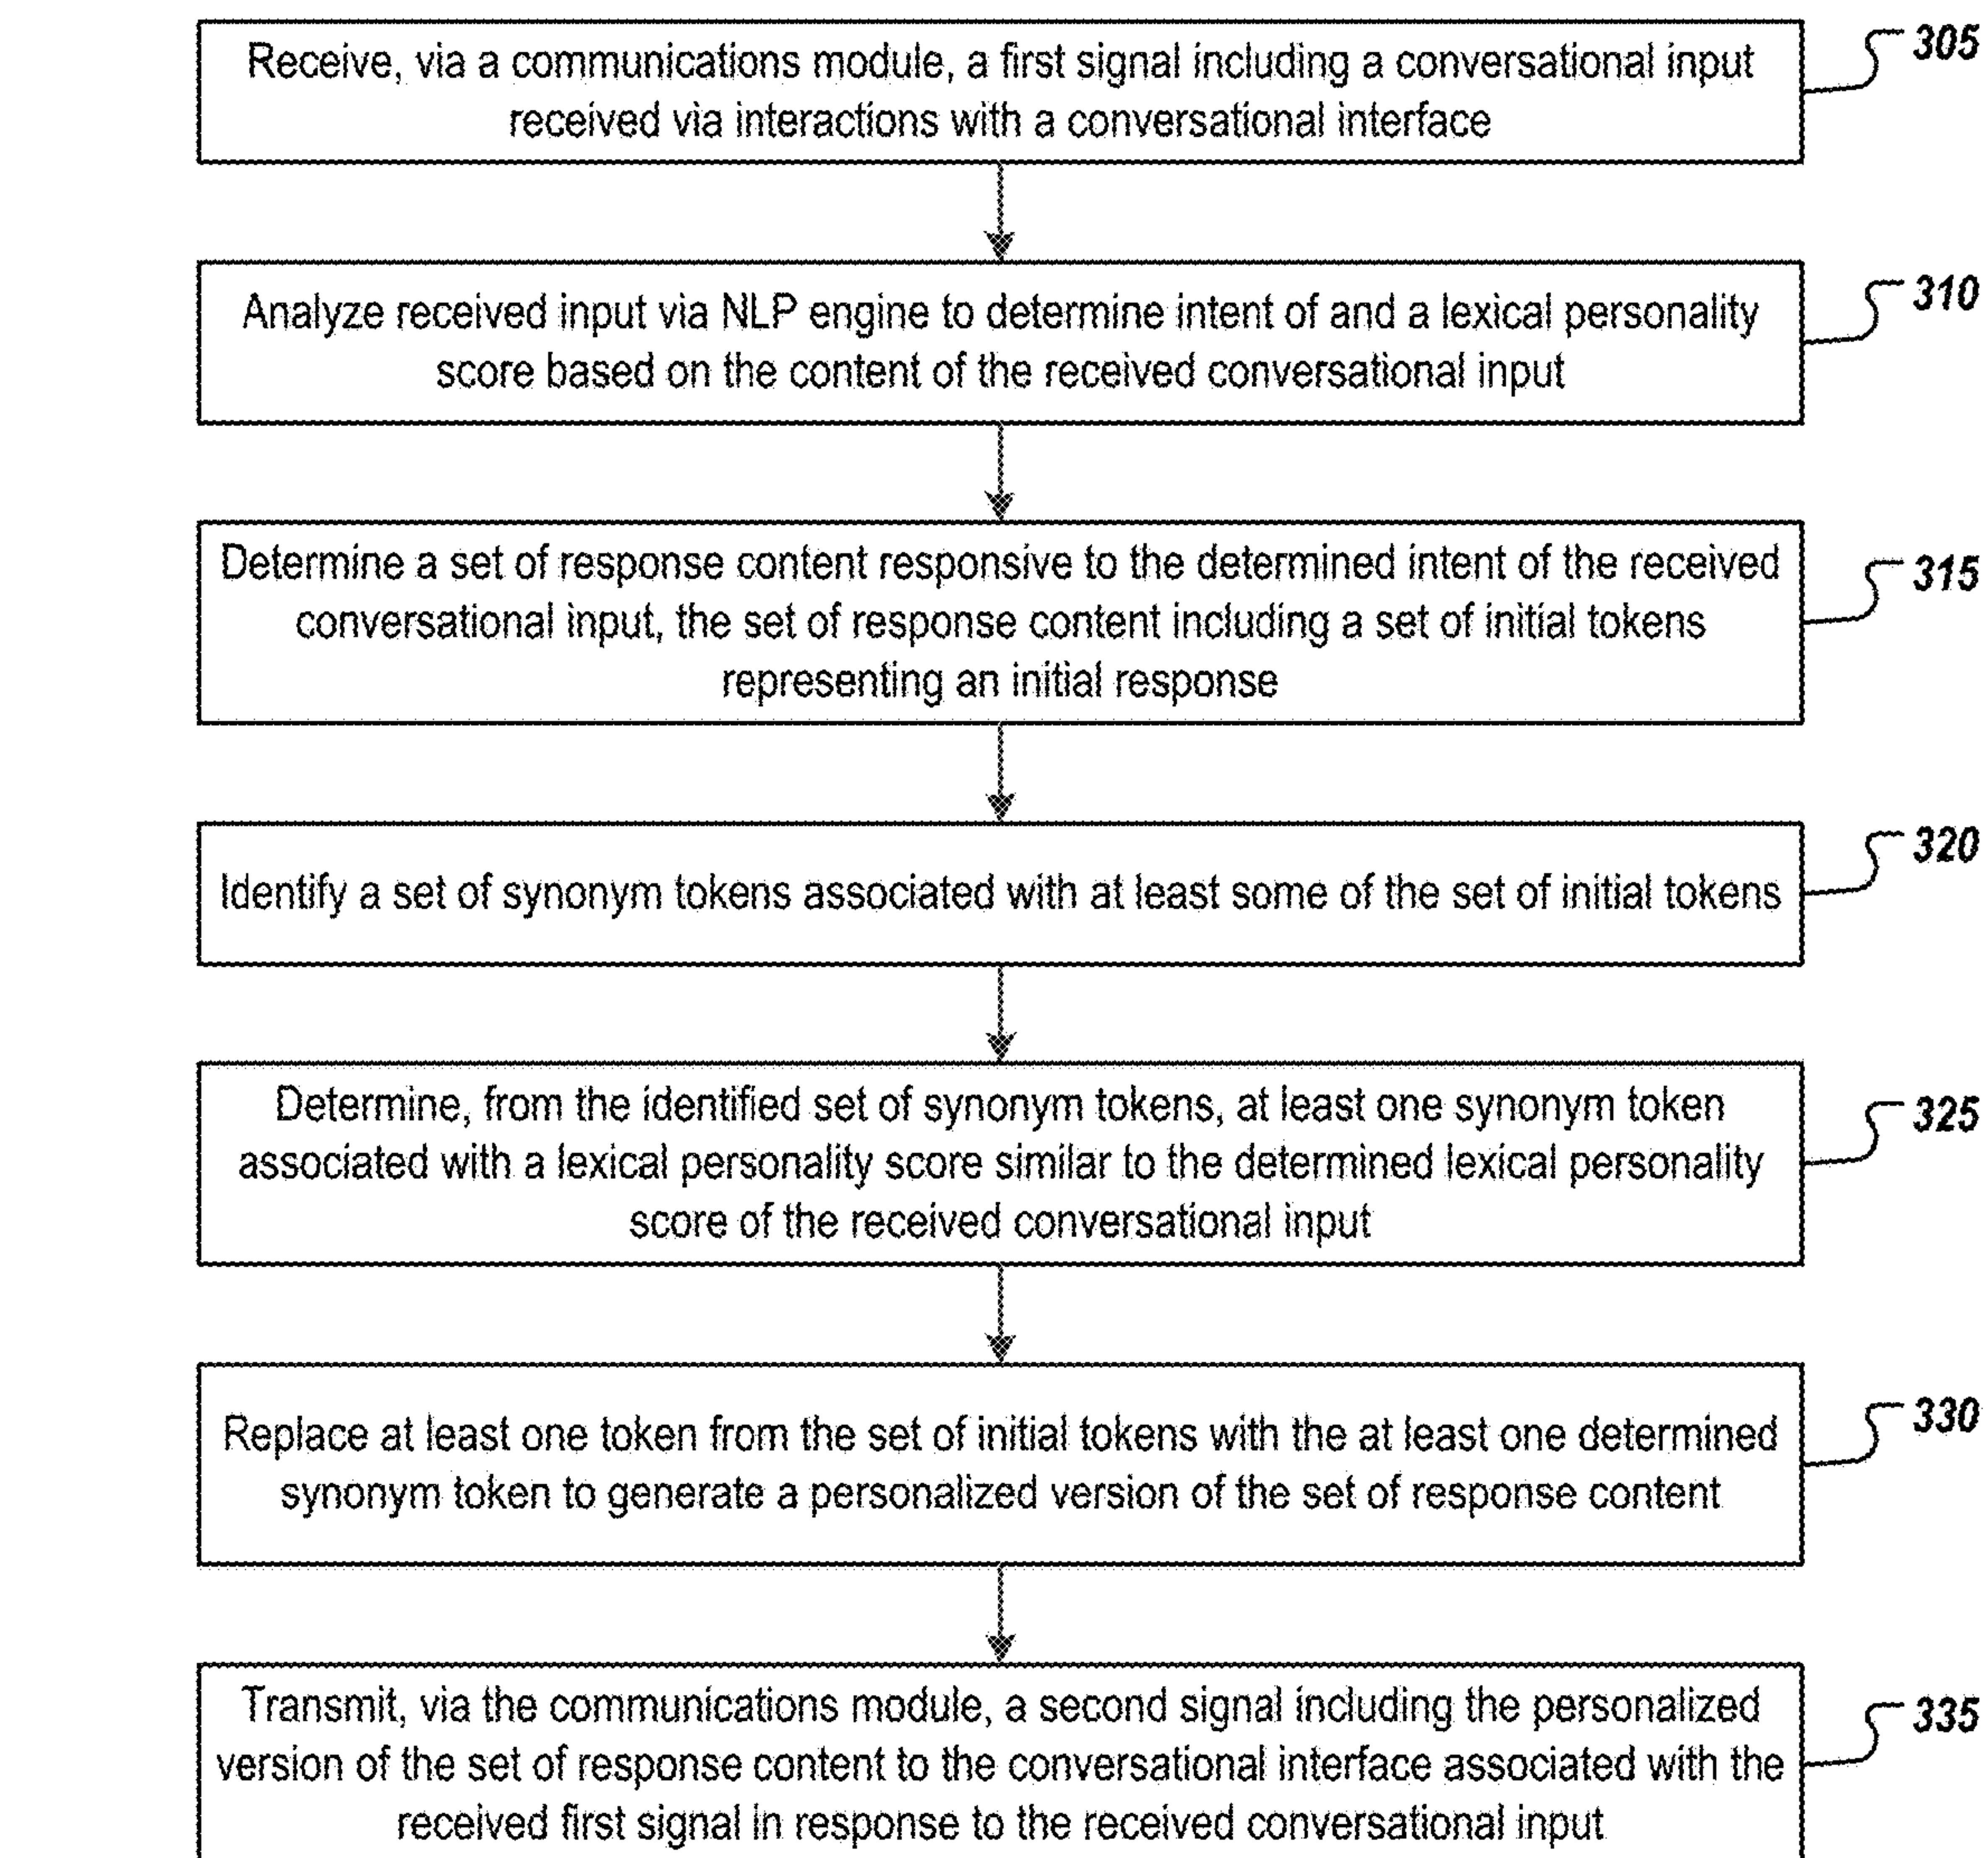 Receive, via a communications module, a first signal including a conversational input
received via interactions with a conversational interface
305
Analyze received input via NLP engine to determine intent of and a lexical personality
score based on the content of the received conversational input
310
Determine a set of response content responsive to the determined intent of the received
conversational input, the set of response content including a set of initial tokens
representing an initial response
315
Identify a set of synonym tokens associated with at least some of the set of initial tokens
320
Determine, from the identified set of synonym tokens, at least one synonym token
associated with a lexical personality score similar to the determined lexical personality
score of the received conversational input
325
Replace at least one token from the set of initial tokens with the at least one determined
synonym token to generate a personalized version of the set of response content
330
Transmit, via the communications module, a second signal including the personalized
version of the set of response content to the conversational interface associated with the
received first signal in response to the received conversational input
335